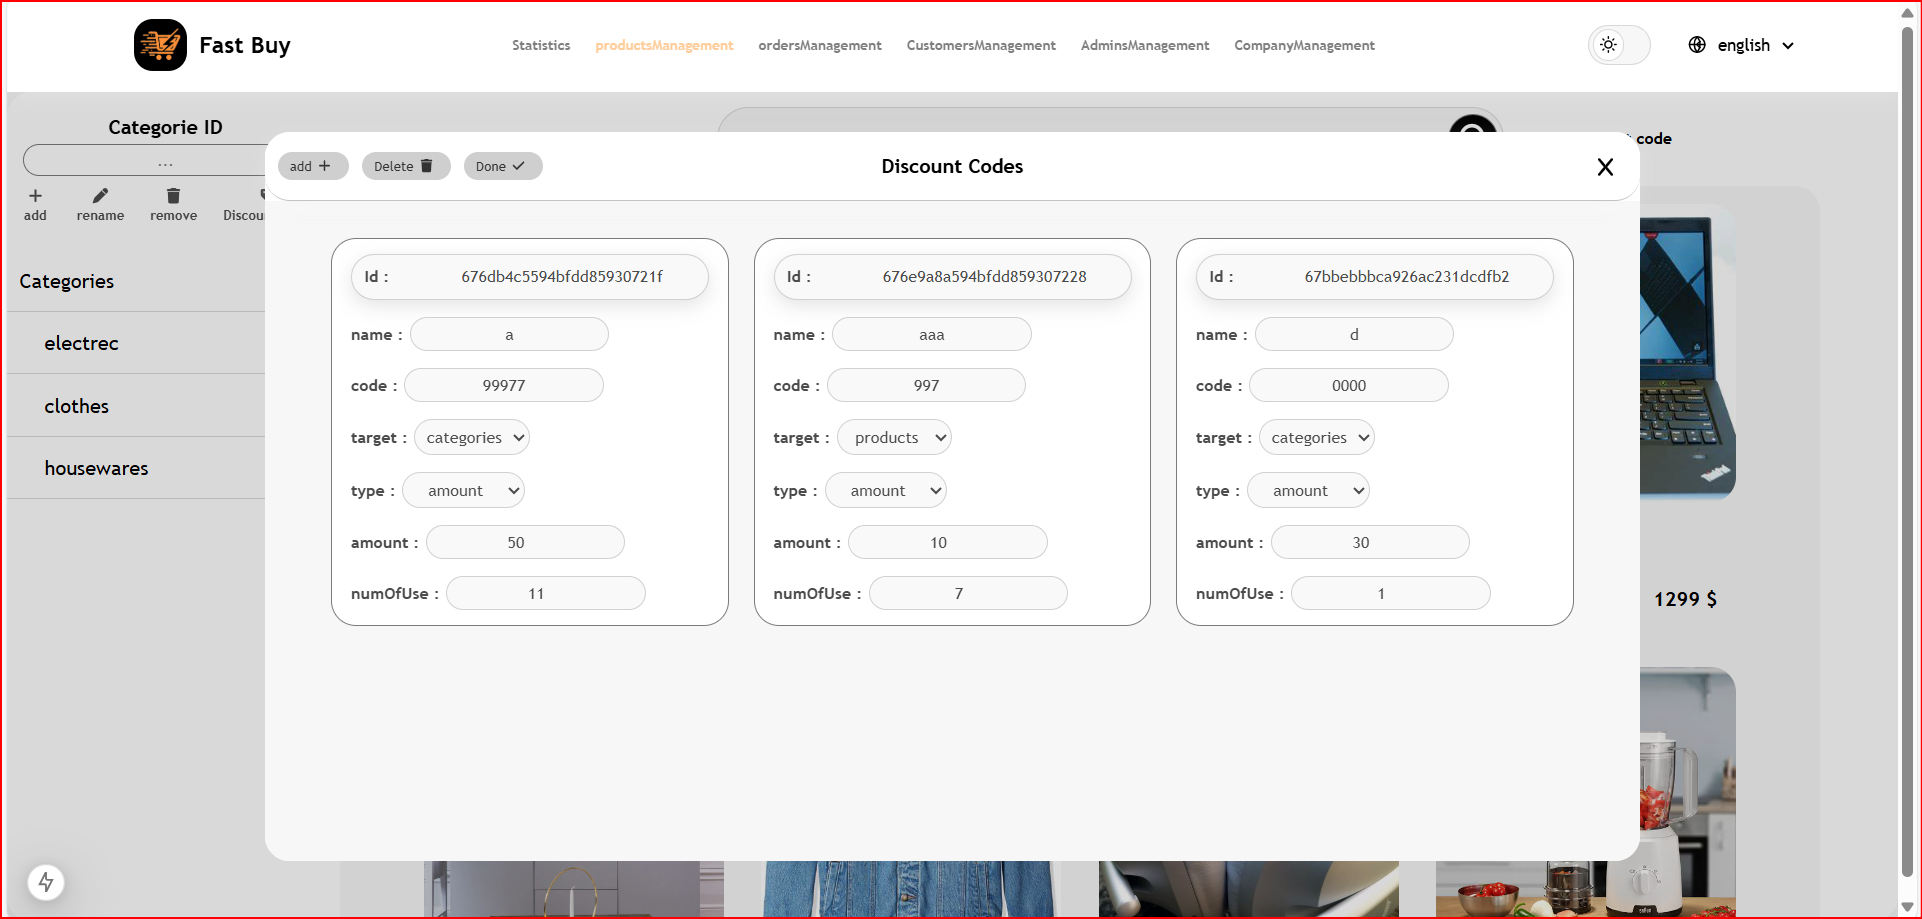 Fast Buy
Statistics productsManagement ordersManagement CustomersManagement AdminsManagement CompanyManagement
english
Categorie ID
...
add rename remove Discou
code
Categories
electrec
clothes
housewares
add Delete Done
Discount Codes
X
Id : 676db4c5594bfdd85930721f
name : a
code : 99977
target : categories
type : amount
amount : 50
numOfUse : 11
Id : 676e9a8a594bfdd859307228
name : aaa
code : 997
target : products
type : amount
amount : 10
numOfUse : 7
Id : 67bbebbbca926ac231dcdfb2
name : d
code : 0000
target : categories
type : amount
amount : 30
numOfUse : 1
1299 $